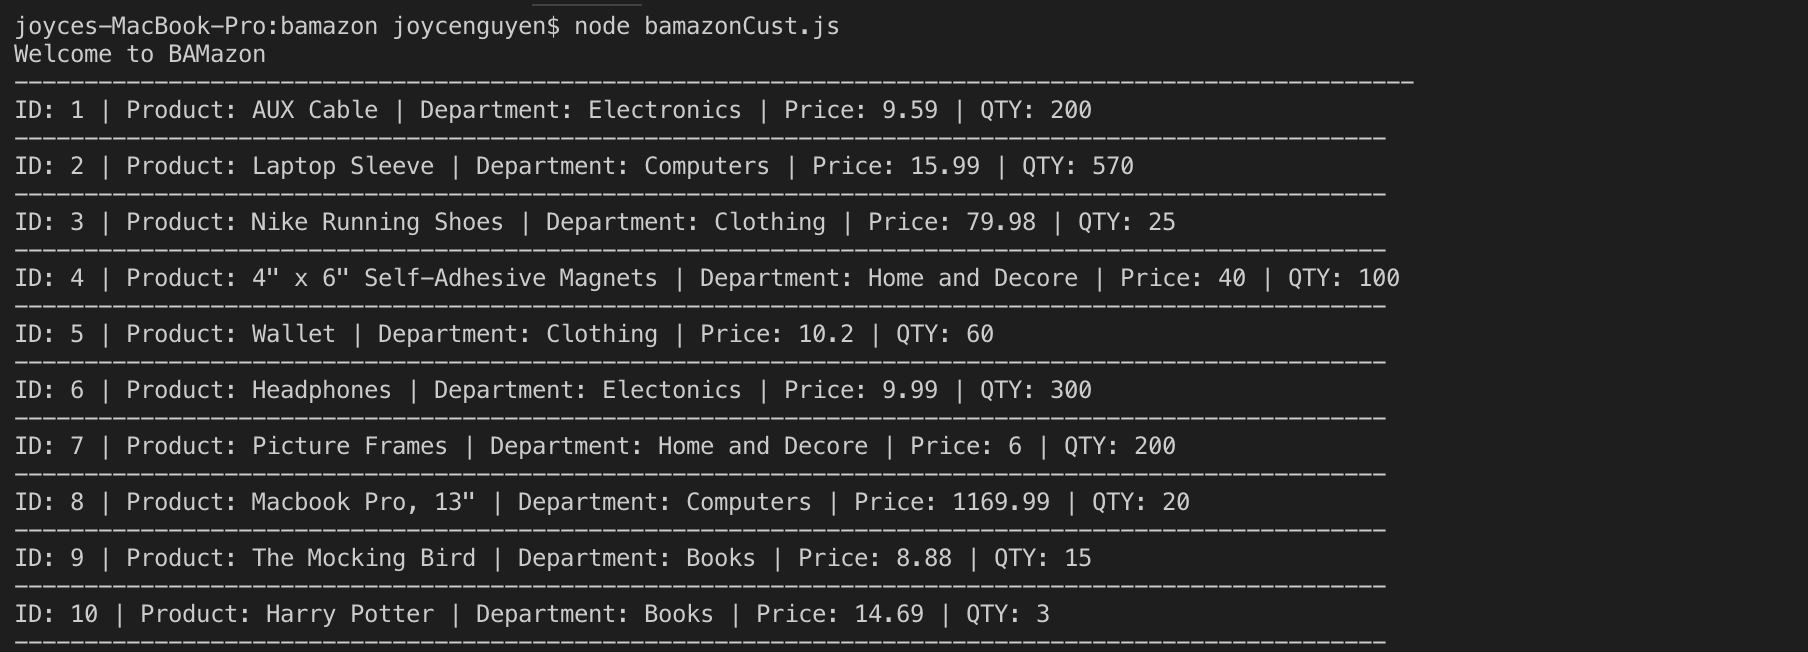 joyces-MacBook-Pro:bamazon joycenguyen$ node bamazonCust.js
Welcome to BAMazon
----------------------------------------------------------------------------------------------------
ID: 1 | Product: AUX Cable | Department: Electronics | Price: 9.59 | QTY: 200
--------------------------------------------------------------------------------------------------
ID: 2 | Product: Laptop Sleeve | Department: Computers | Price: 15.99 | QTY: 570
--------------------------------------------------------------------------------------------------
ID: 3 | Product: Nike Running Shoes | Department: Clothing | Price: 79.98 | QTY: 25
--------------------------------------------------------------------------------------------------
ID: 4 | Product: 4" x 6" Self-Adhesive Magnets | Department: Home and Decore | Price: 40 | QTY: 100
--------------------------------------------------------------------------------------------------
ID: 5 | Product: Wallet | Department: Clothing | Price: 10.2 | QTY: 60
--------------------------------------------------------------------------------------------------
ID: 6 | Product: Headphones | Department: Electonics | Price: 9.99 | QTY: 300
--------------------------------------------------------------------------------------------------
ID: 7 | Product: Picture Frames | Department: Home and Decore | Price: 6 | QTY: 200
--------------------------------------------------------------------------------------------------
ID: 8 | Product: Macbook Pro, 13" | Department: Computers | Price: 1169.99 | QTY: 20
--------------------------------------------------------------------------------------------------
ID: 9 | Product: The Mocking Bird | Department: Books | Price: 8.88 | QTY: 15
--------------------------------------------------------------------------------------------------
ID: 10 | Product: Harry Potter | Department: Books | Price: 14.69 | QTY: 3
--------------------------------------------------------------------------------------------------